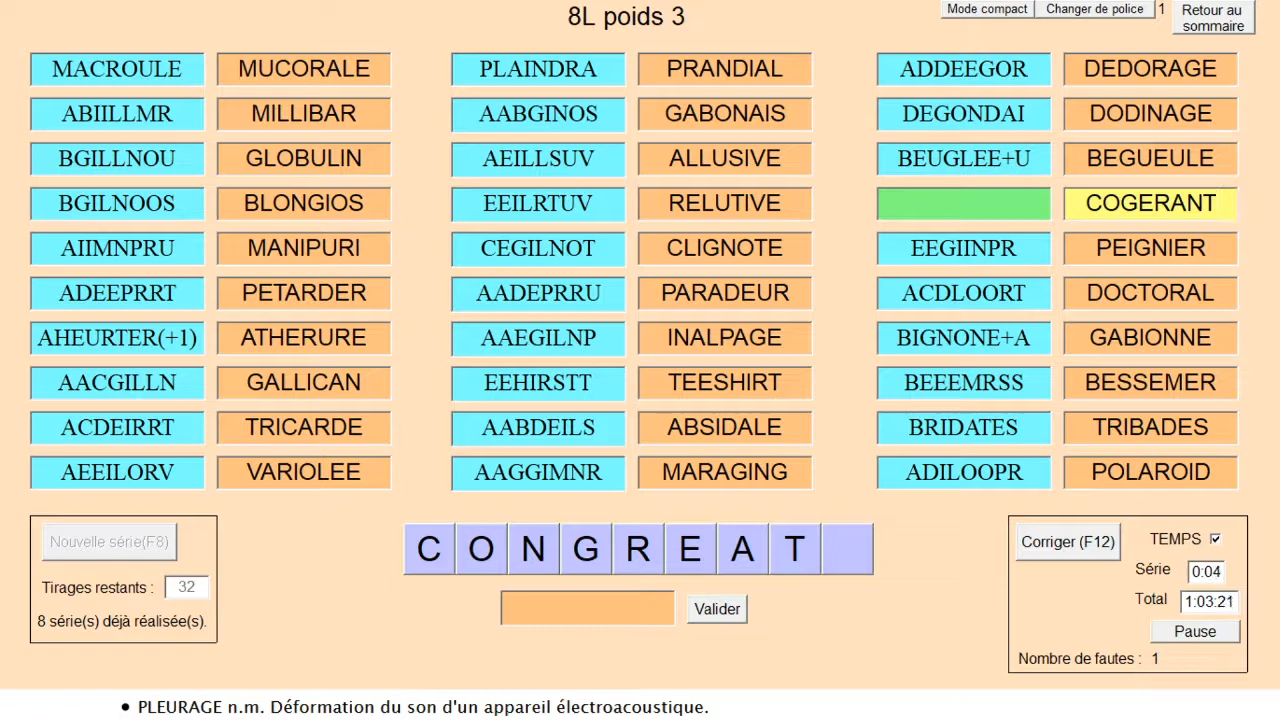 8L poids 3
Mode compact Changer de police 1 Retour au sommaire
MACROULE MUCORALE PLAINDRA PRANDIAL ADDEEGOR DEDORAGE
ABIILLMR MILLIBAR AABGINOS GABONAIS DEGONDAI DODINAGE
BGILLNOU GLOBULIN AEILLSUV ALLUSIVE BEUGLEE+U BEGUEULE
BGILNOOS BLONGIOS EEILRTUV RELUTIVE COGERANT
AIIMNPRU MANIPURI CEGILNOT CLIGNOTE EEGIINPR PEIGNIER
ADEEPRRT PETARDER AADEPRRU PARADEUR ACDLOORT DOCTORAL
AHEURTER(+1) ATHERURE AAEGILNP INALPAGE BIGNONE+A GABIONNE
AACGILLN GALLICAN EEHIRSTT TEESHIRT BEEEMRSS BESSEMER
ACDEIRRT TRICARDE AABDEILS ABSIDALE BRIDATES TRIBADES
AEEILORV VARIOLEE AAGGIMNR MARAGING ADILOOPR POLAROID
Nouvelle série(F8)
Tirages restants : 32
8 série(s) déjà réalisée(s).
C O N G R E A T
Valider
Corriger (F12) TEMPS
Série 0:04
Total 1:03:21
Pause
Nombre de fautes : 1
• PLEURAGE n.m. Déformation du son d'un appareil électroacoustique.